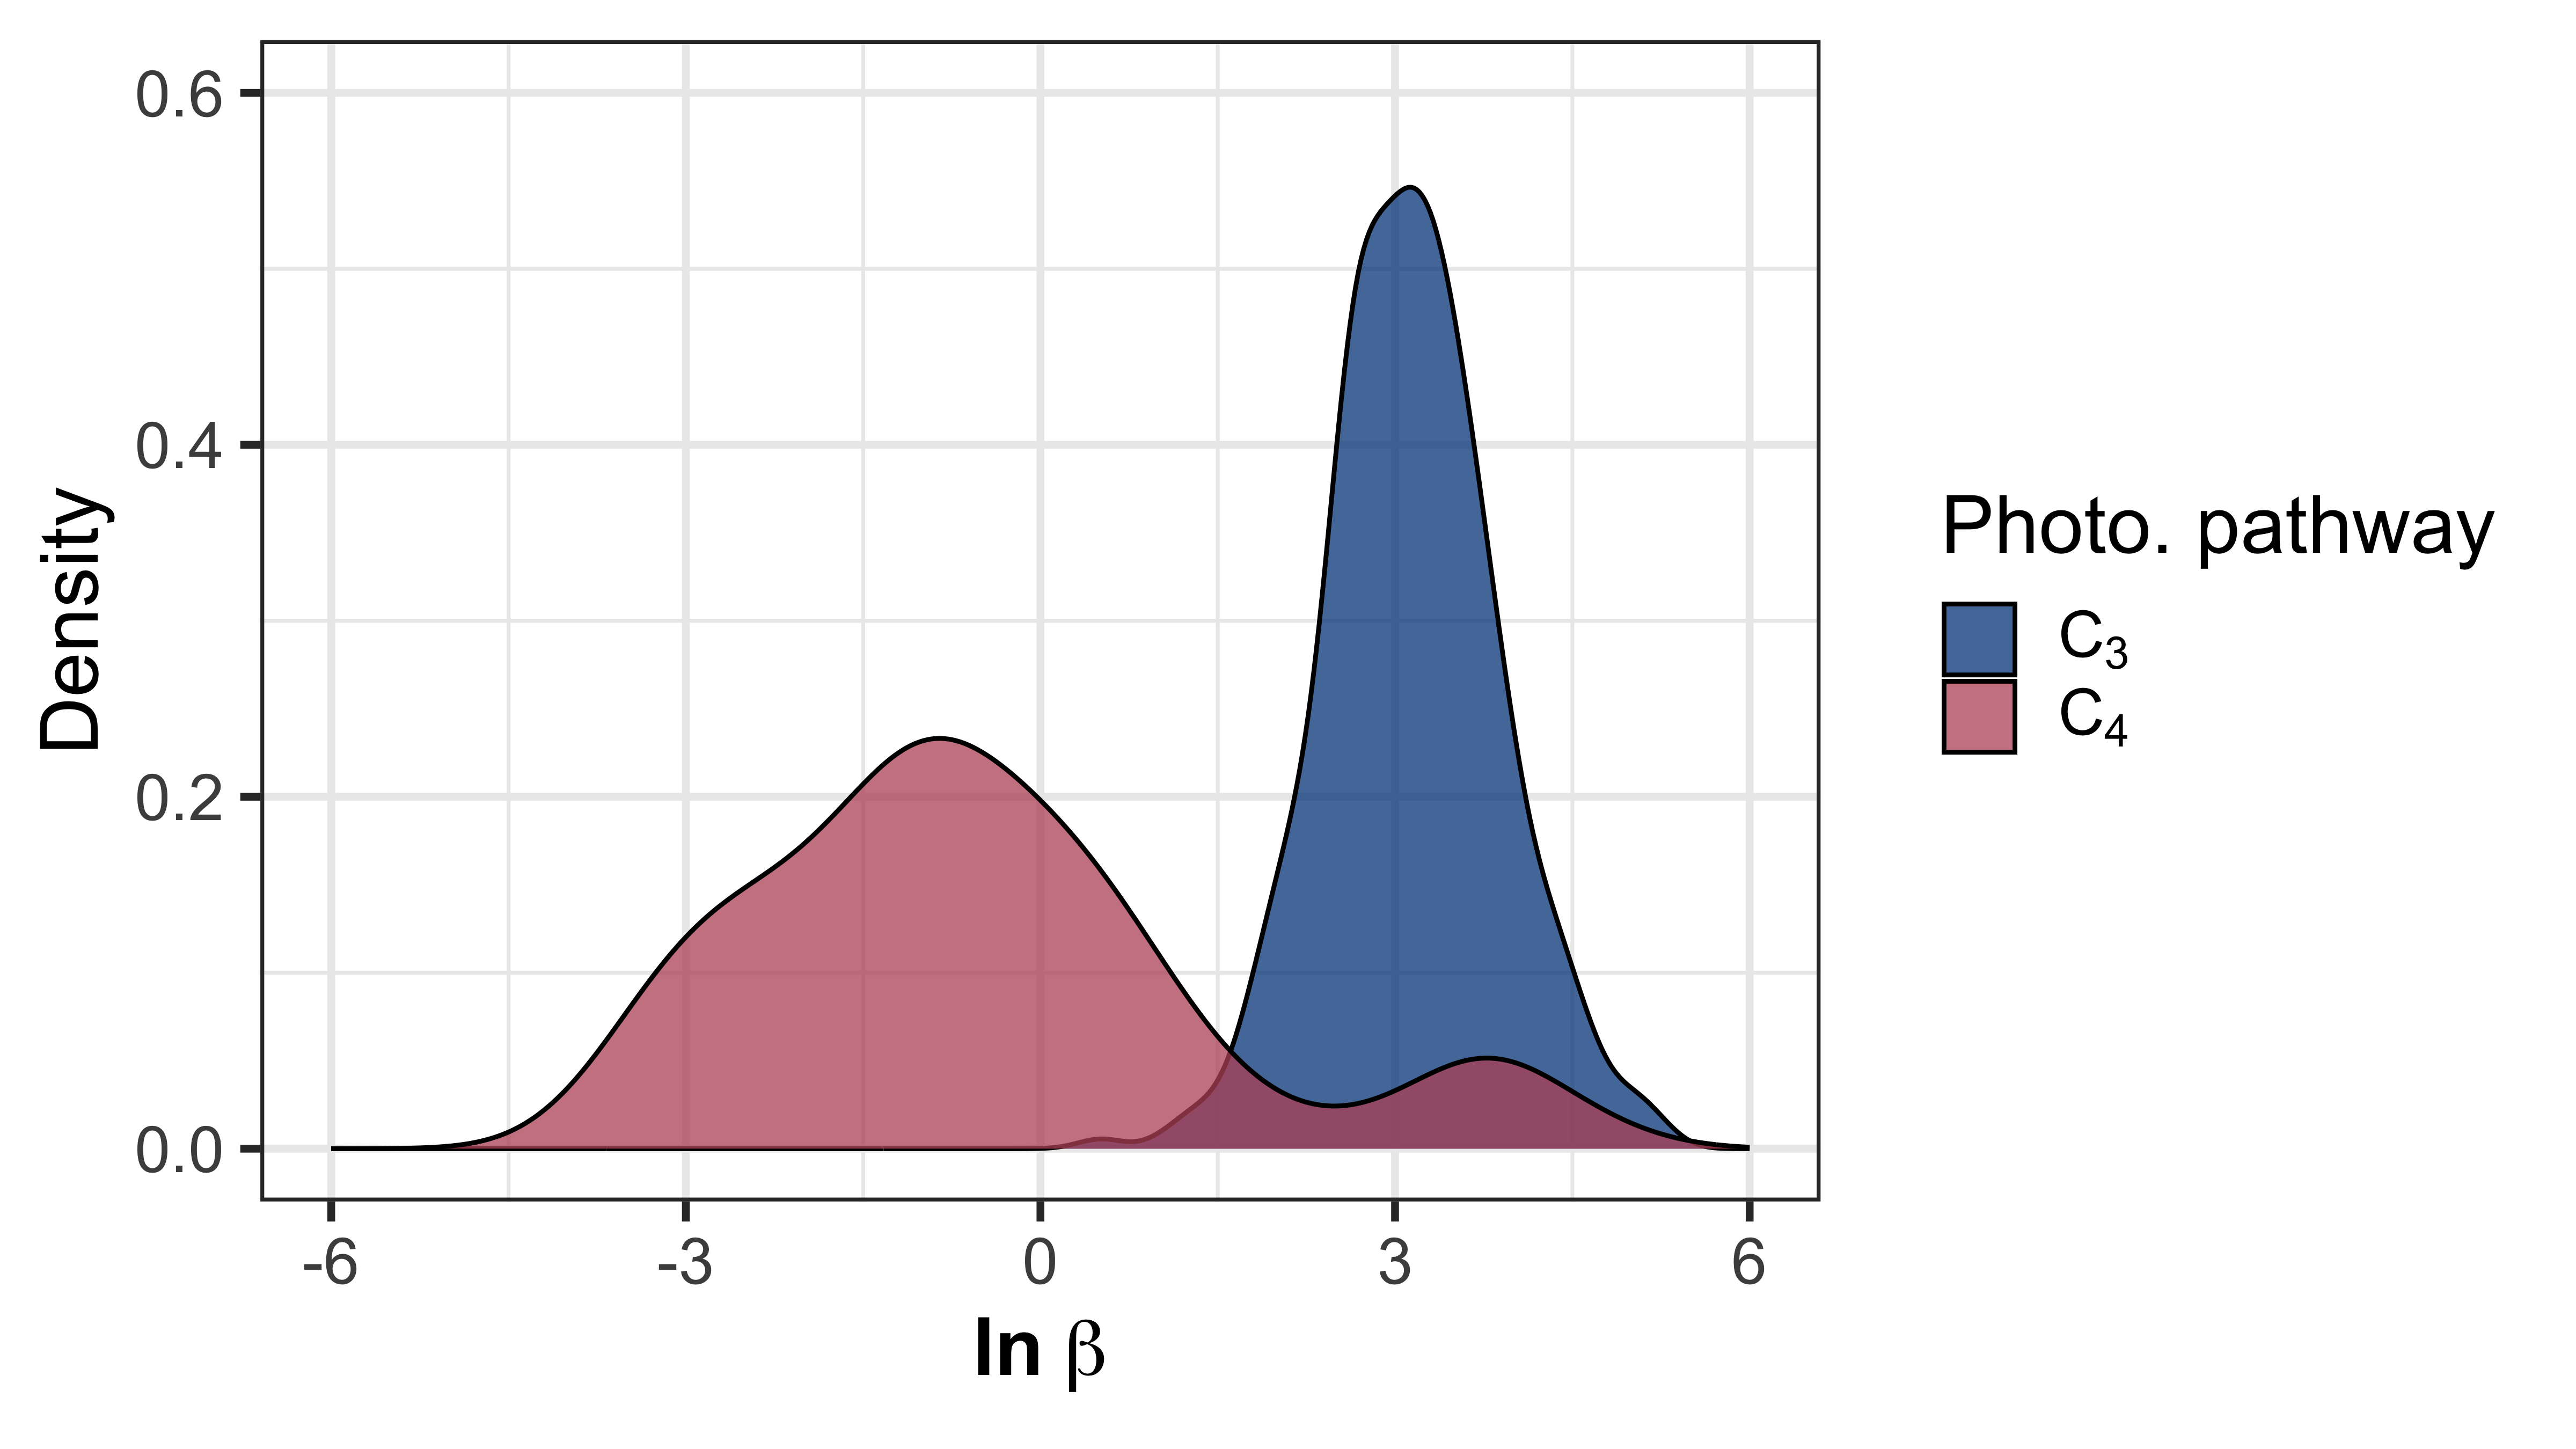 0.6
0.4
0.2
0.0
Density
-6 -3 0 3 6
ln β
Photo. pathway
C₃
C₄